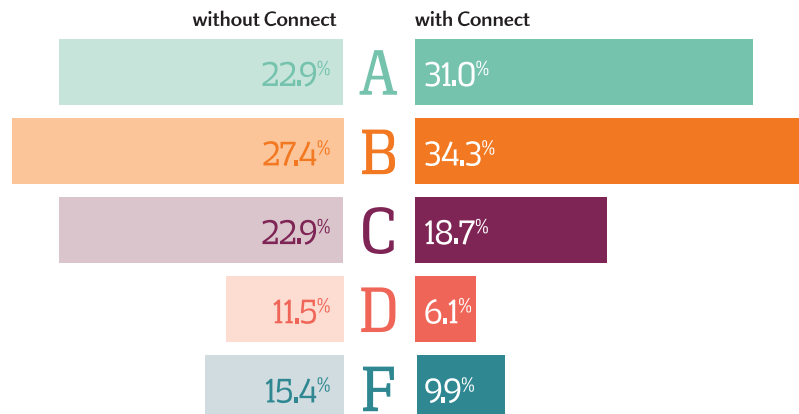 without Connect with Connect
22.9% A 31.0%
27.4% B 34.3%
22.9% C 18.7%
11.5% D 6.1%
15.4% F 9.9%